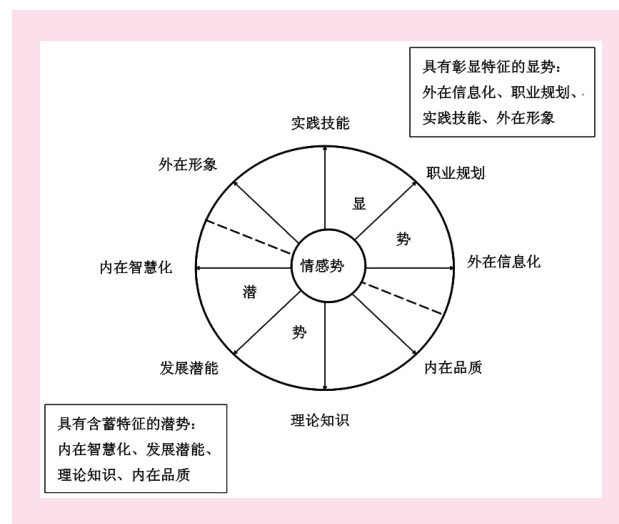 具有彰显特征的显势：
外在信息化、职业规划、
实践技能、外在形象
实践技能
外在形象
职业规划
显
势
内在智慧化
情感势
外在信息化
潜
势
发展潜能
内在品质
理论知识
具有含蓄特征的潜势：
内在智慧化、发展潜能、
理论知识、内在品质